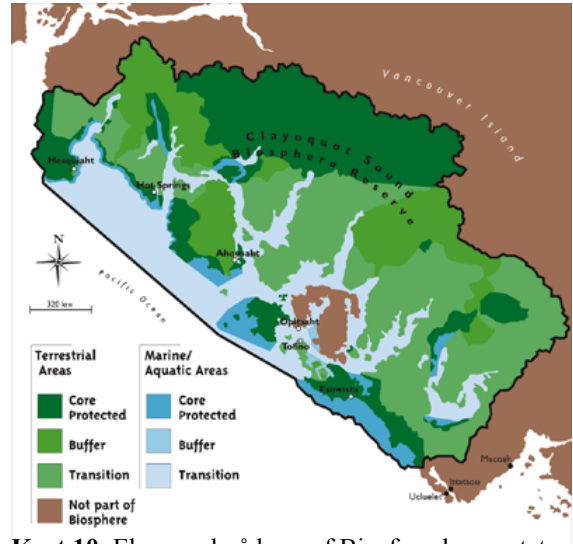 Vancouver Island
Clayoquot Sound
Biosphere Reserve
Hesquiaht
Hot Springs
Ahousaht
N
320 km
Pacific Ocean
Opitsaht
Tofino
Esowista
Macoah
Ittatsoo
Ucluelet
Terrestrial
Areas
Core
Protected
Buffer
Transition
Not part of
Biosphere
Marine/
Aquatic Areas
Core
Protected
Buffer
Transition